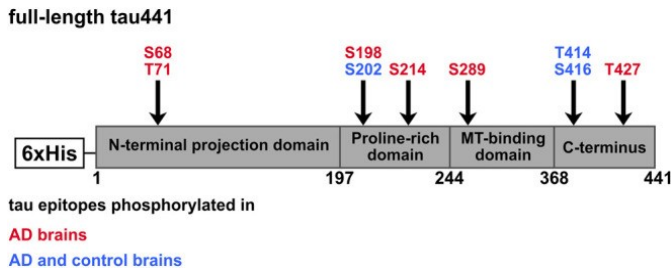 full-length tau441
S68
T71
S198
S202
S214
S289
T414
S416
T427
6xHis
N-terminal projection domain
Proline-rich
domain
MT-binding
domain
C-terminus
1
197
244
368
441
tau epitopes phosphorylated in
AD brains
AD and control brains